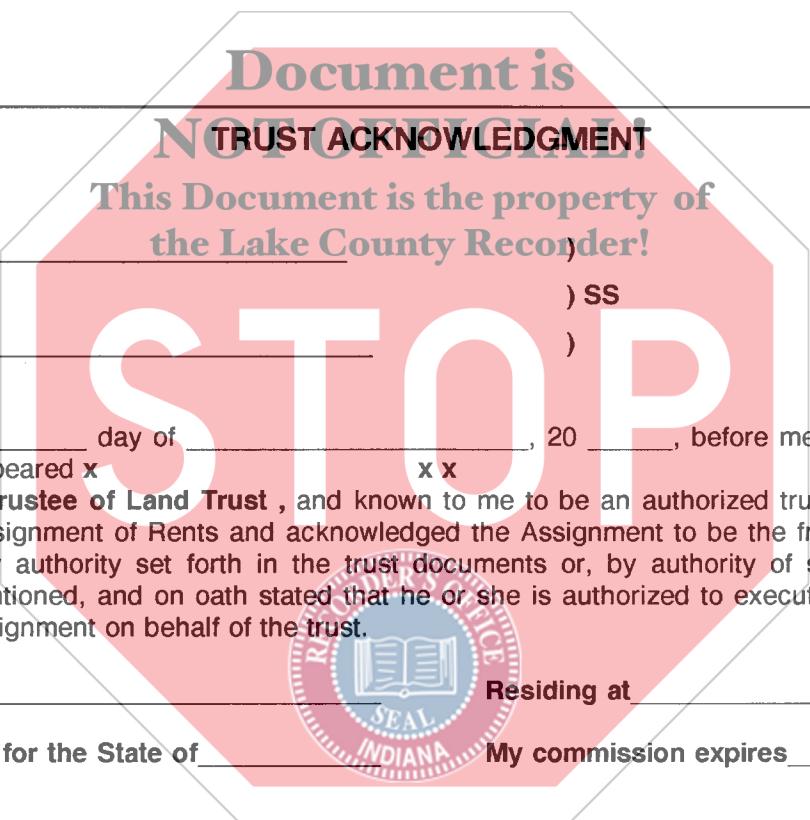 Document is
NOT OFFICIAL!
TRUST ACKNOWLEDGMENT
This Document is the property of
the Lake County Recorder!
)
) SS
)
STOP
day of , 20 , before me
peared x x x
rustee of Land Trust , and known to me to be an authorized tru
signment of Rents and acknowledged the Assignment to be the fr
authority set forth in the trust documents or, by authority of s
tioned, and on oath stated that he or she is authorized to execut
ignment on behalf of the trust.
RECORDER'S OFFICE
SEAL
INDIANA
Residing at
for the State of My commission expires